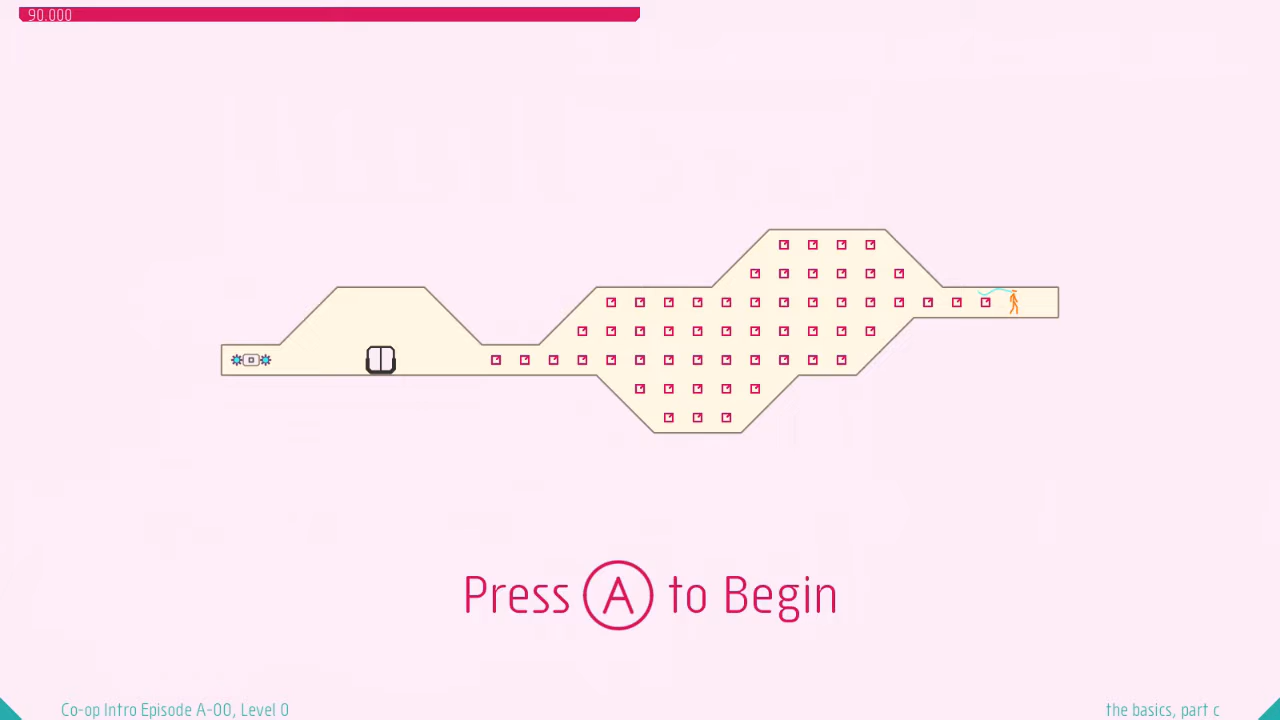 90.000
Press A to Begin
Co-op Intro Episode A-00, Level 0
the basics, part c